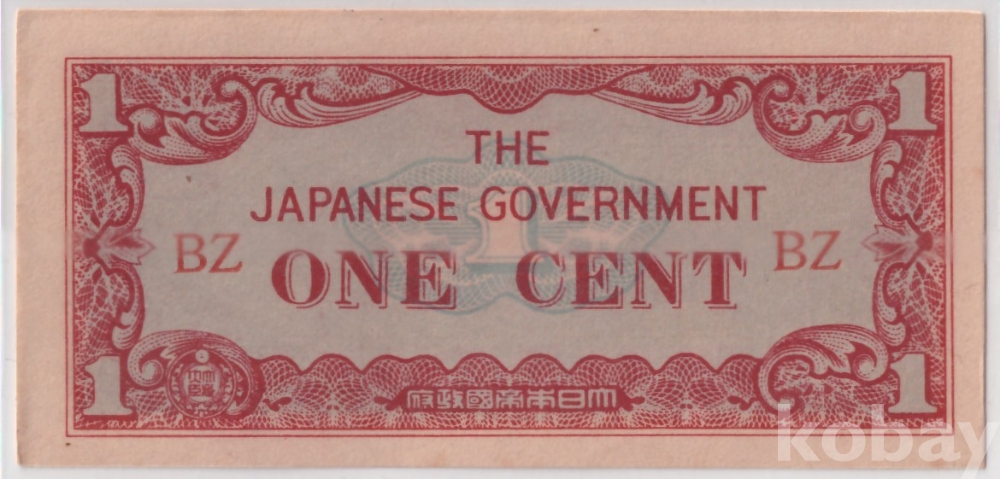 1 1
THE
JAPANESE GOVERNMENT
BZ 1 BZ
ONE CENT
1 1
大日本帝國政府
kobay